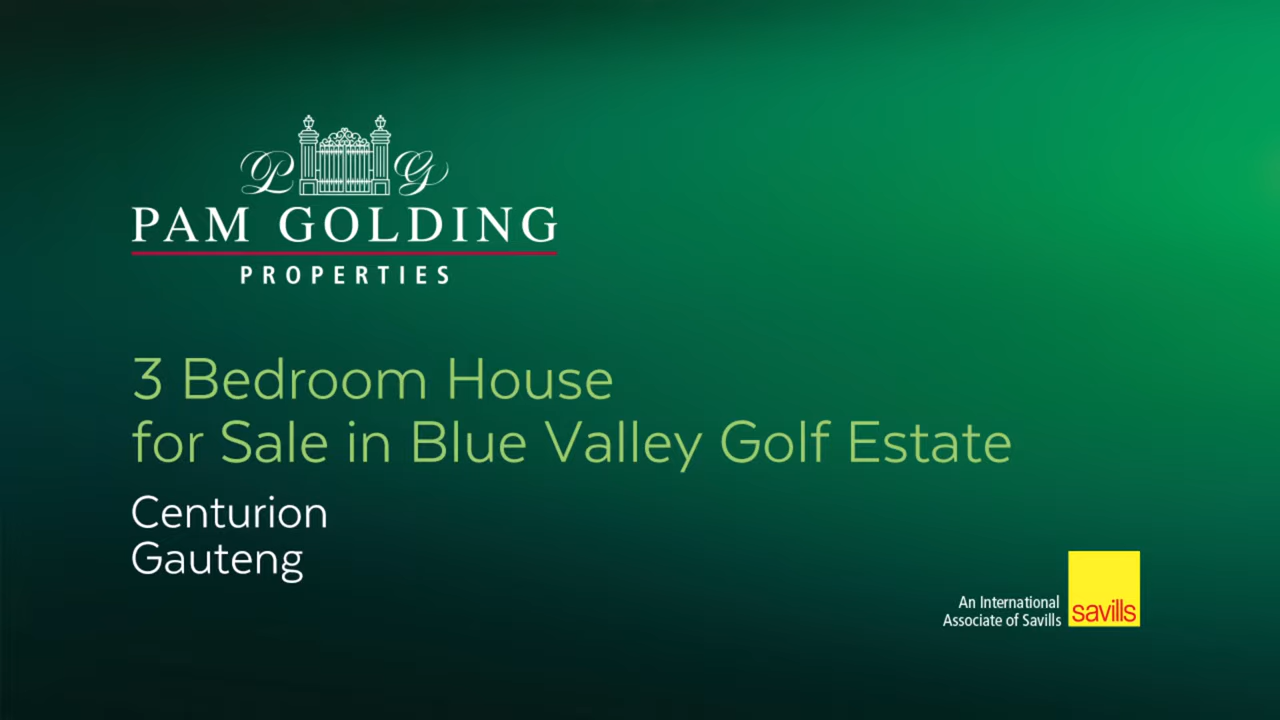 P G
PAM GOLDING
PROPERTIES
3 Bedroom House
for Sale in Blue Valley Golf Estate
Centurion
Gauteng
An International
Associate of Savills
savills